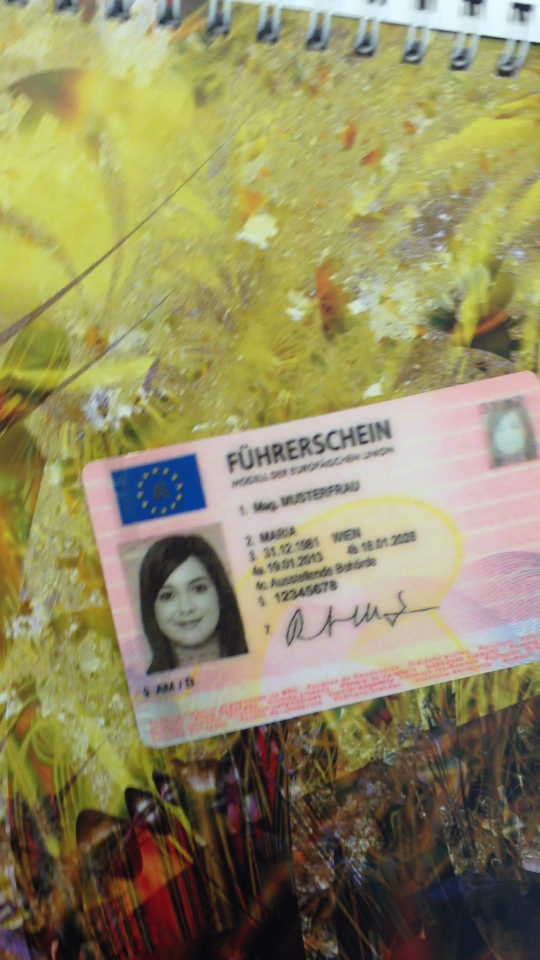 FÜHRERSCHEIN
MODELL DER EUROPÄISCHEN UNION
A
1. Mag. MUSTERFRAU
2. MARIA
3. 31.12.1981 WIEN
4a 19.01.2013 4b 18.01.2028
4c Ausstellende Behörde
5. 12345678
7.
9. AM / B